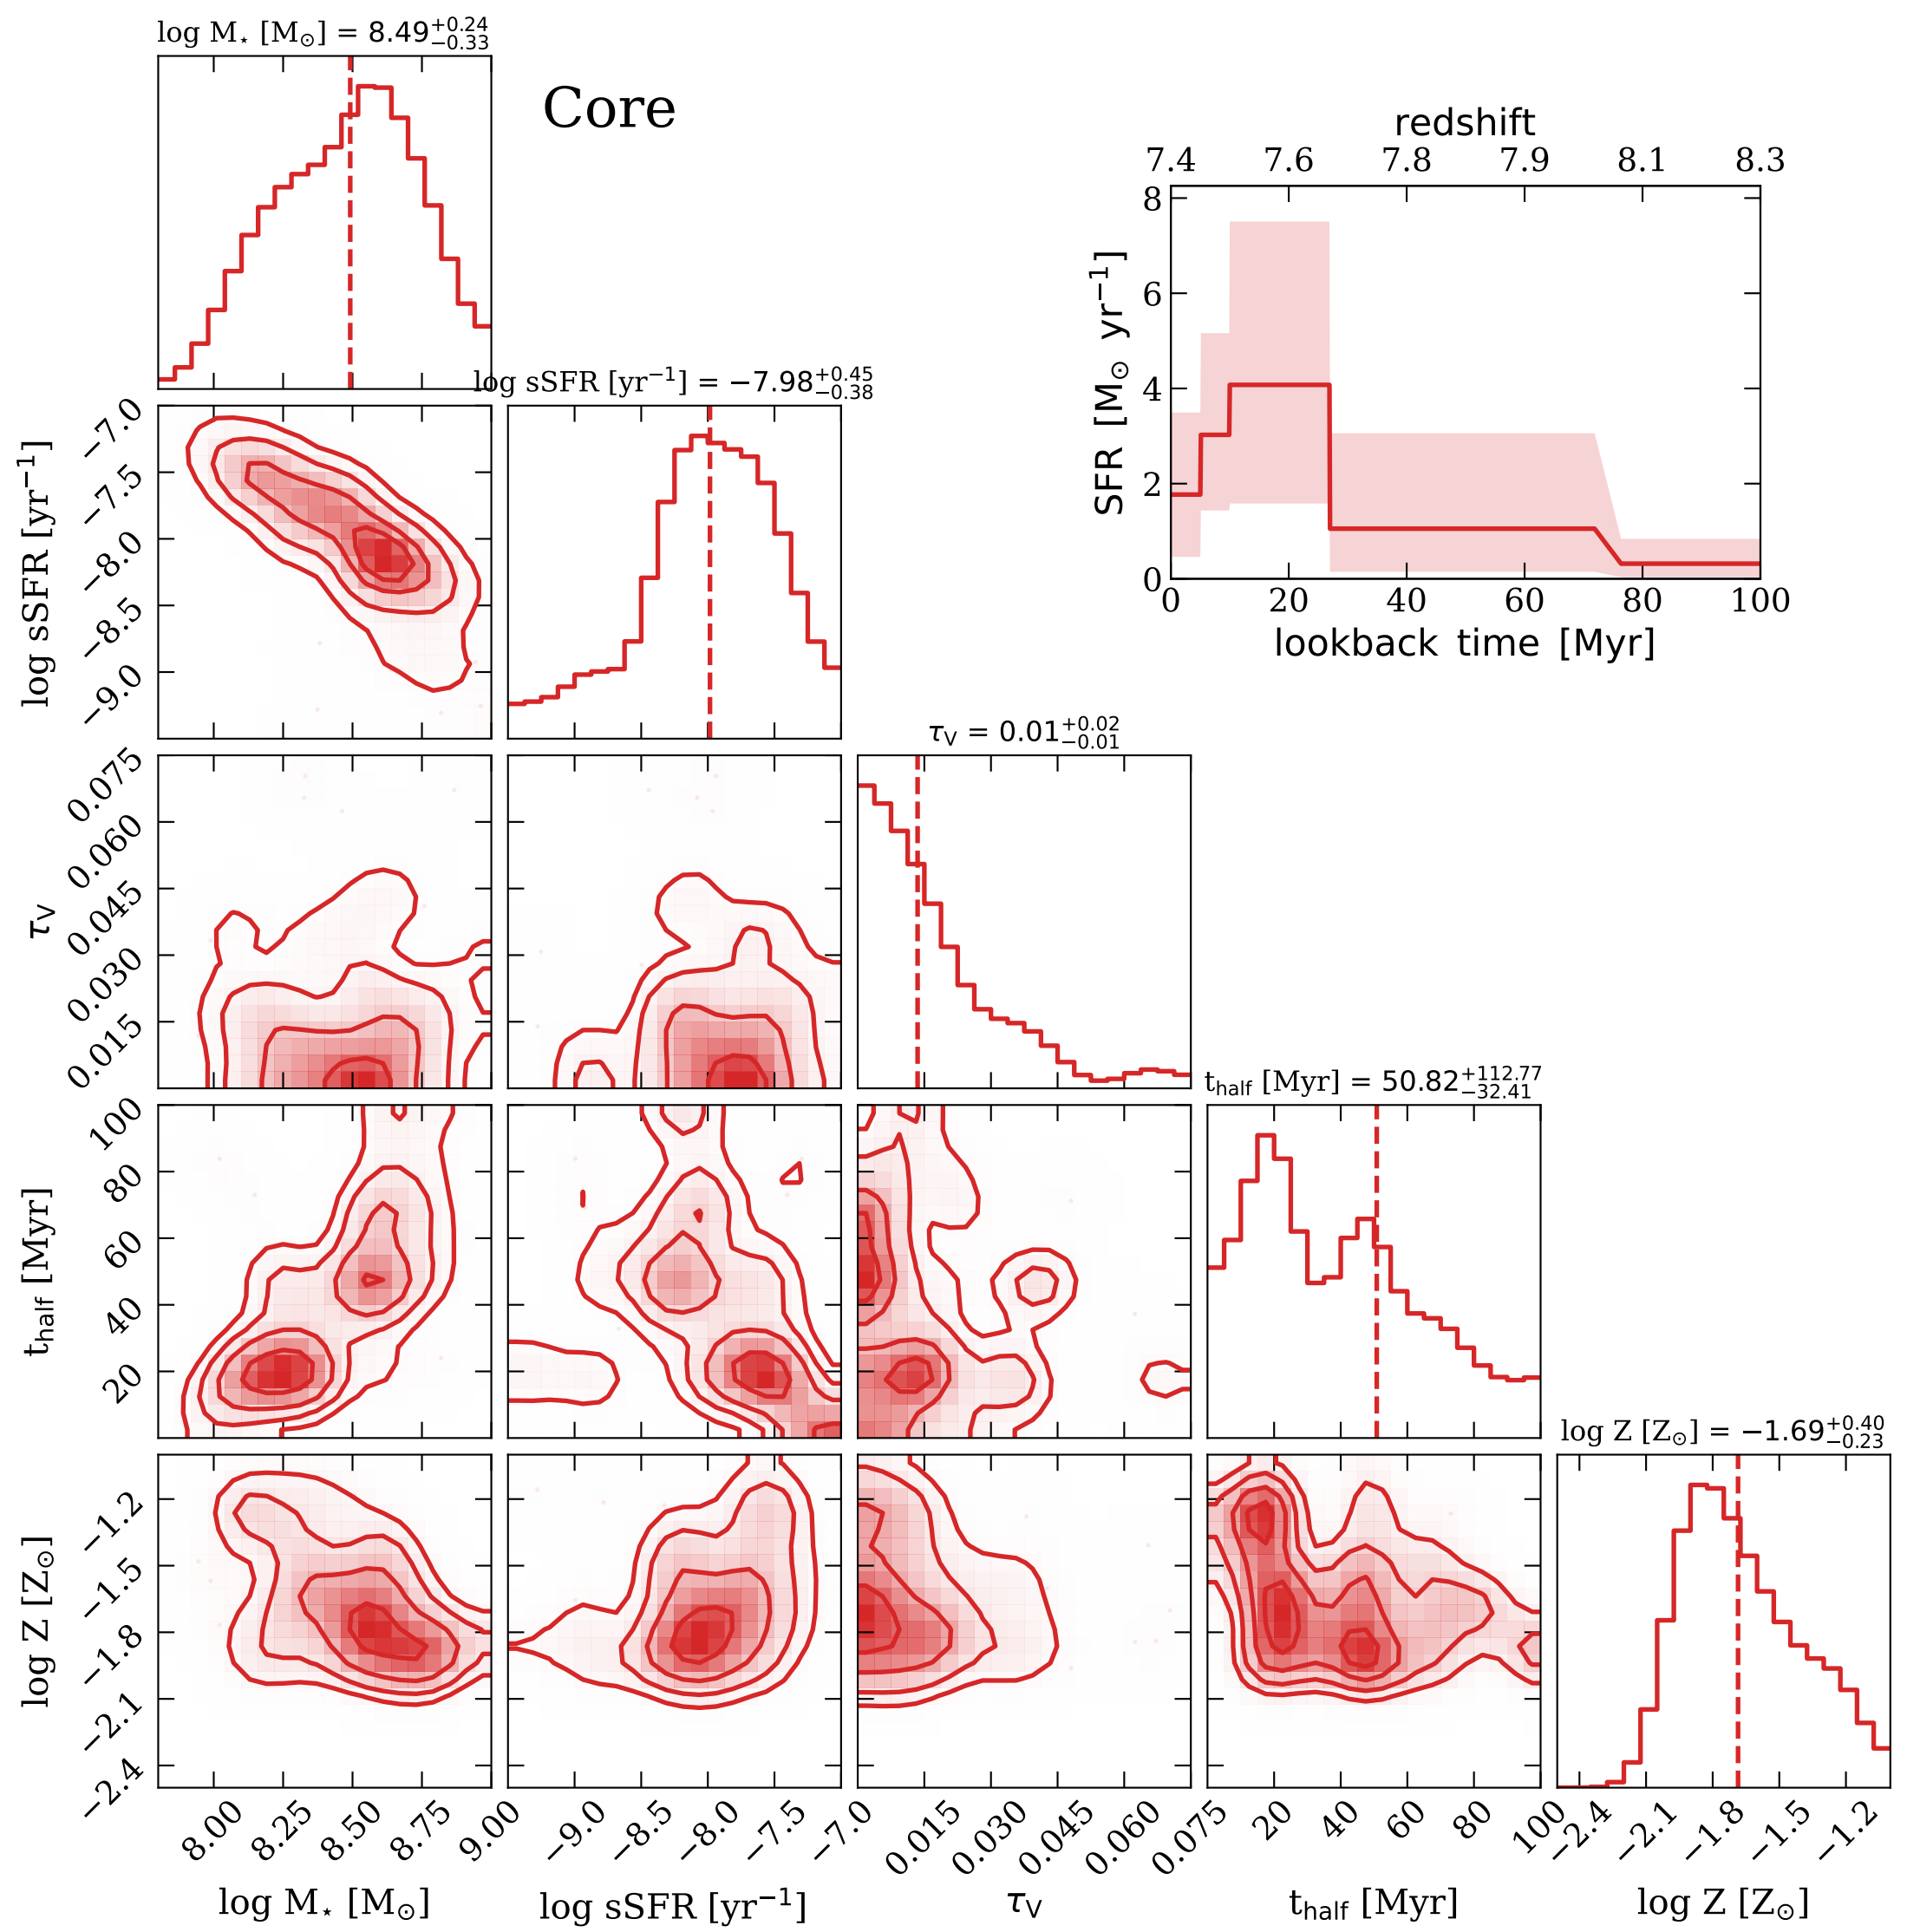 log M⋆ [M⊙] = 8.49+0.24−0.33
Core
redshift
7.4 7.6 7.8 7.9 8.1 8.3
8
6
4
2
0
SFR [M⊙ yr−1]
0 20 40 60 80 100
lookback time [Myr]
log sSFR [yr−1] = −7.98+0.45−0.38
−7.0
−7.5
−8.0
−8.5
−9.0
log sSFR [yr−1]
τV = 0.01+0.02−0.01
0.075
0.060
0.045
0.030
0.015
τV
thalf [Myr] = 50.82+112.77−32.41
100
80
60
40
20
thalf [Myr]
log Z [Z⊙] = −1.69+0.40−0.23
−1.2
−1.5
−1.8
−2.1
−2.4
log Z [Z⊙]
8.00 8.25 8.50 8.75 9.00 −9.0 −8.5 −8.0 −7.5 −7.0 0.015 0.030 0.045 0.060 0.075 20 40 60 80 100 −2.4 −2.1 −1.8 −1.5 −1.2
log M⋆ [M⊙] log sSFR [yr−1] τV thalf [Myr] log Z [Z⊙]